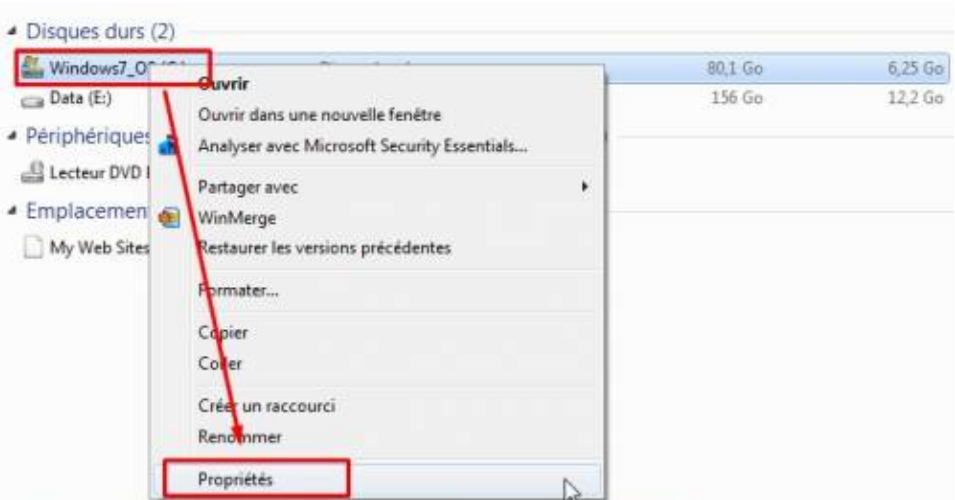 Disques durs (2)
Windows7_OS 80,1 Go 6,25 Go
Data (E:) 156 Go 12,2 Go
Périphériques
Lecteur DVD
Emplacemen
My Web Sites
Ouvrir
Ouvrir dans une nouvelle fenêtre
Analyser avec Microsoft Security Essentials...
Partager avec
WinMerge
Restaurer les versions précédentes
Formater...
Copier
Coller
Créer un raccourci
Renommer
Propriétés